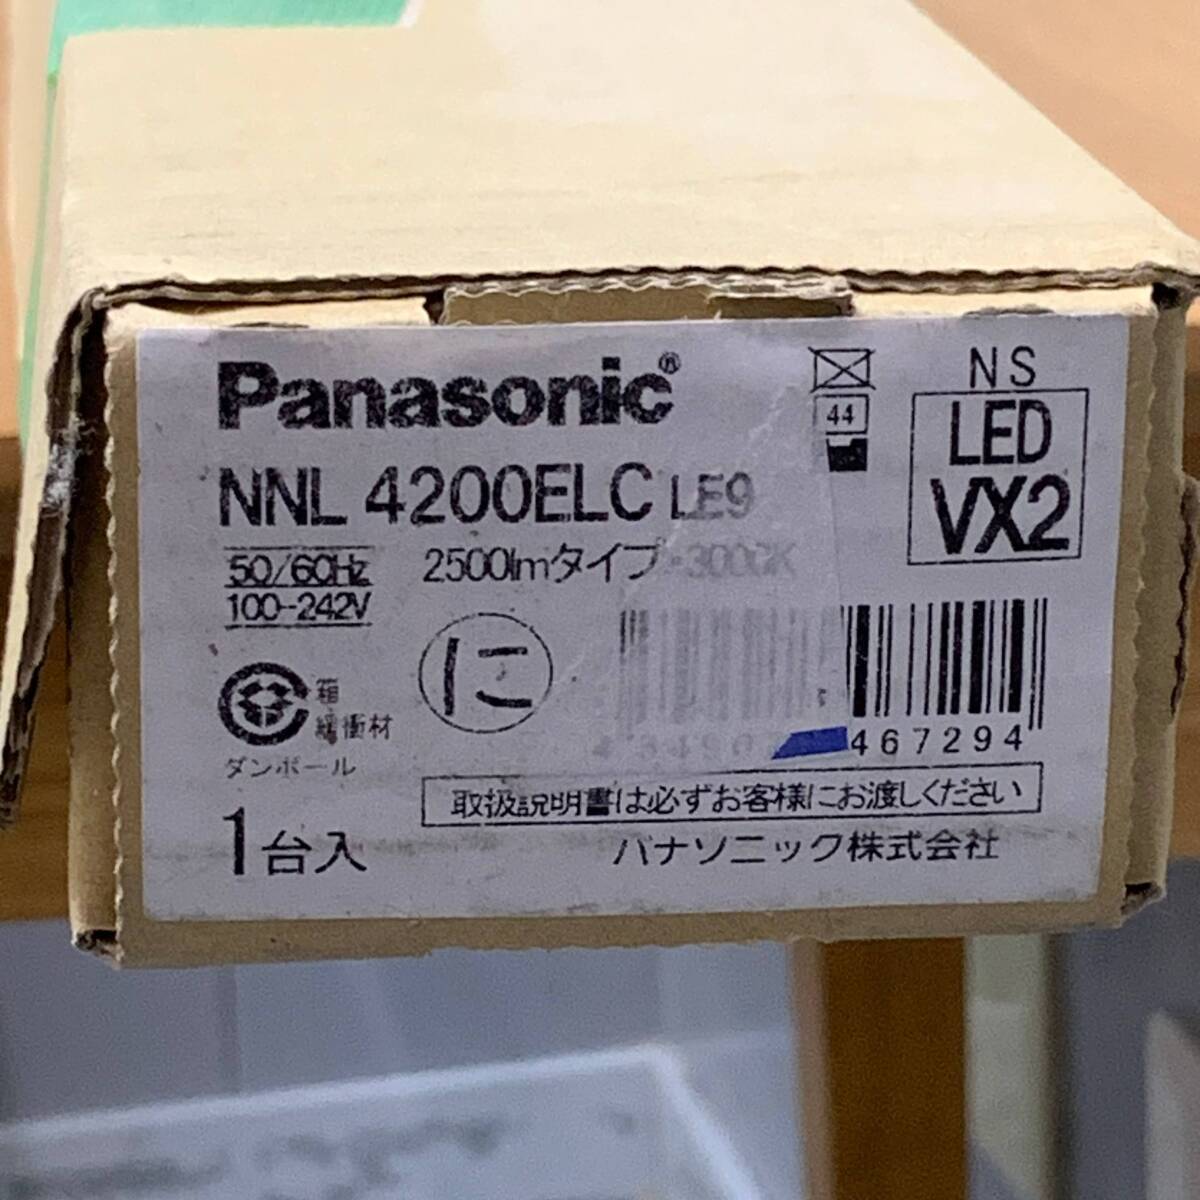 Panasonic®
NNL 4200ELC LE9
50/60Hz
100-242V
2500lmタイプ
44
NS
LED
VX2
に
箱
緩衝材
ダンボール
467294
取扱説明書は必ずお客様にお渡しください
1台入
パナソニック株式会社